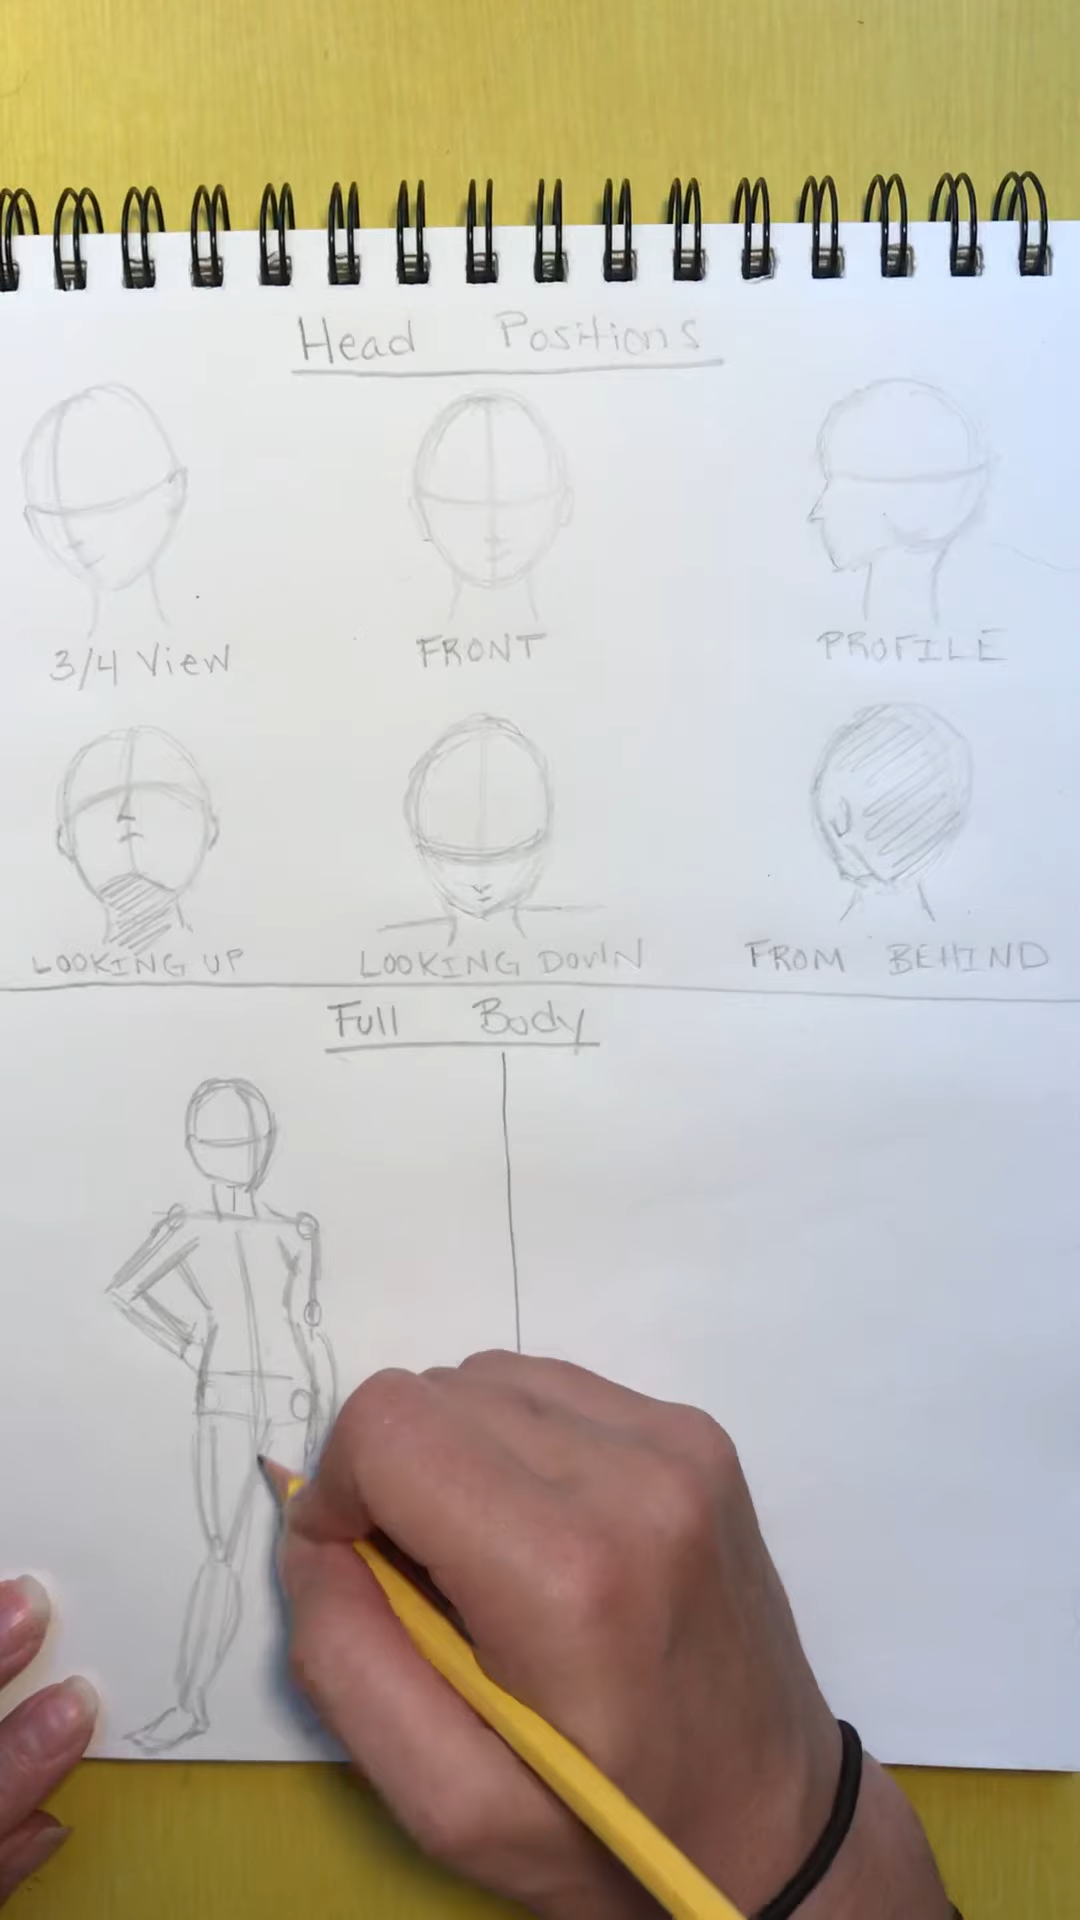 Head Positions
3/4 View
FRONT
PROFILE
LOOKING UP
LOOKING DOWN
FROM BEHIND
Full Body